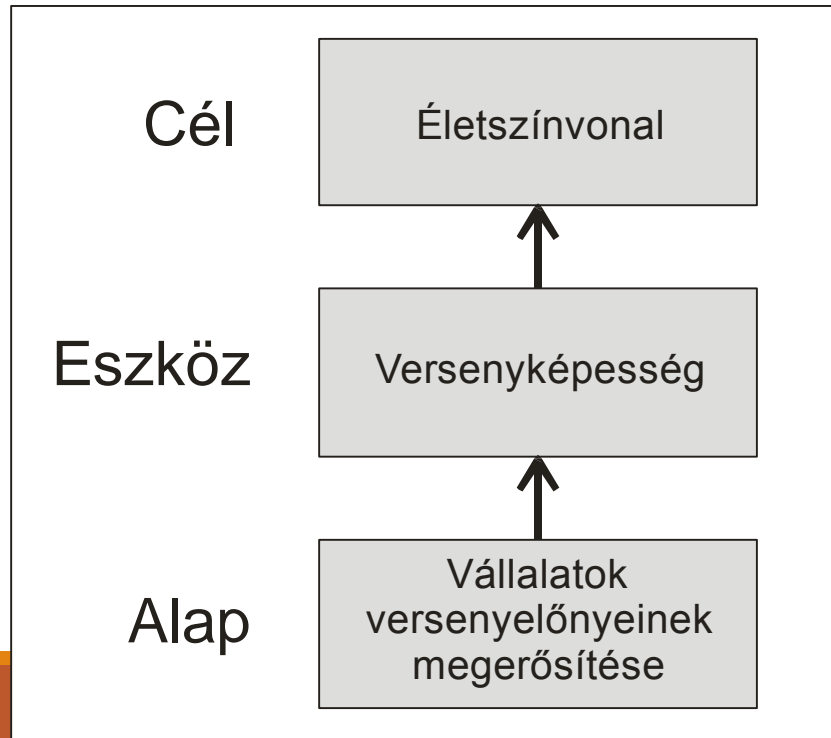 Cél
Életszínvonal
Eszköz
Versenyképesség
Alap
Vállalatok
versenyelőnyeinek
megerősítése